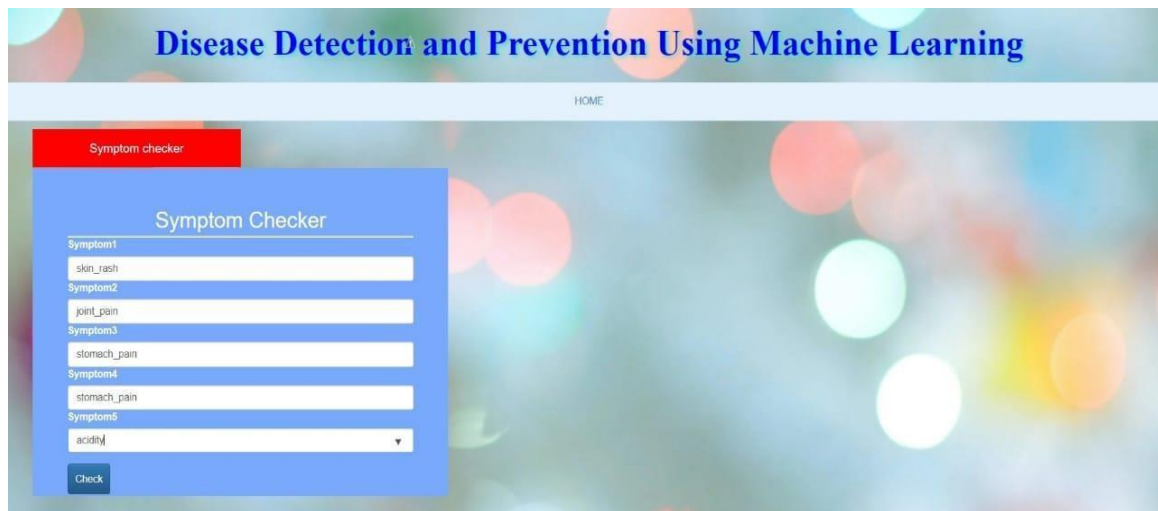 Disease Detection and Prevention Using Machine Learning
HOME
Symptom checker
Symptom Checker
Symptom1
skin_rash
Symptom2
joint_pain
Symptom3
stomach_pain
Symptom4
stomach_pain
Symptom5
acidity
Check